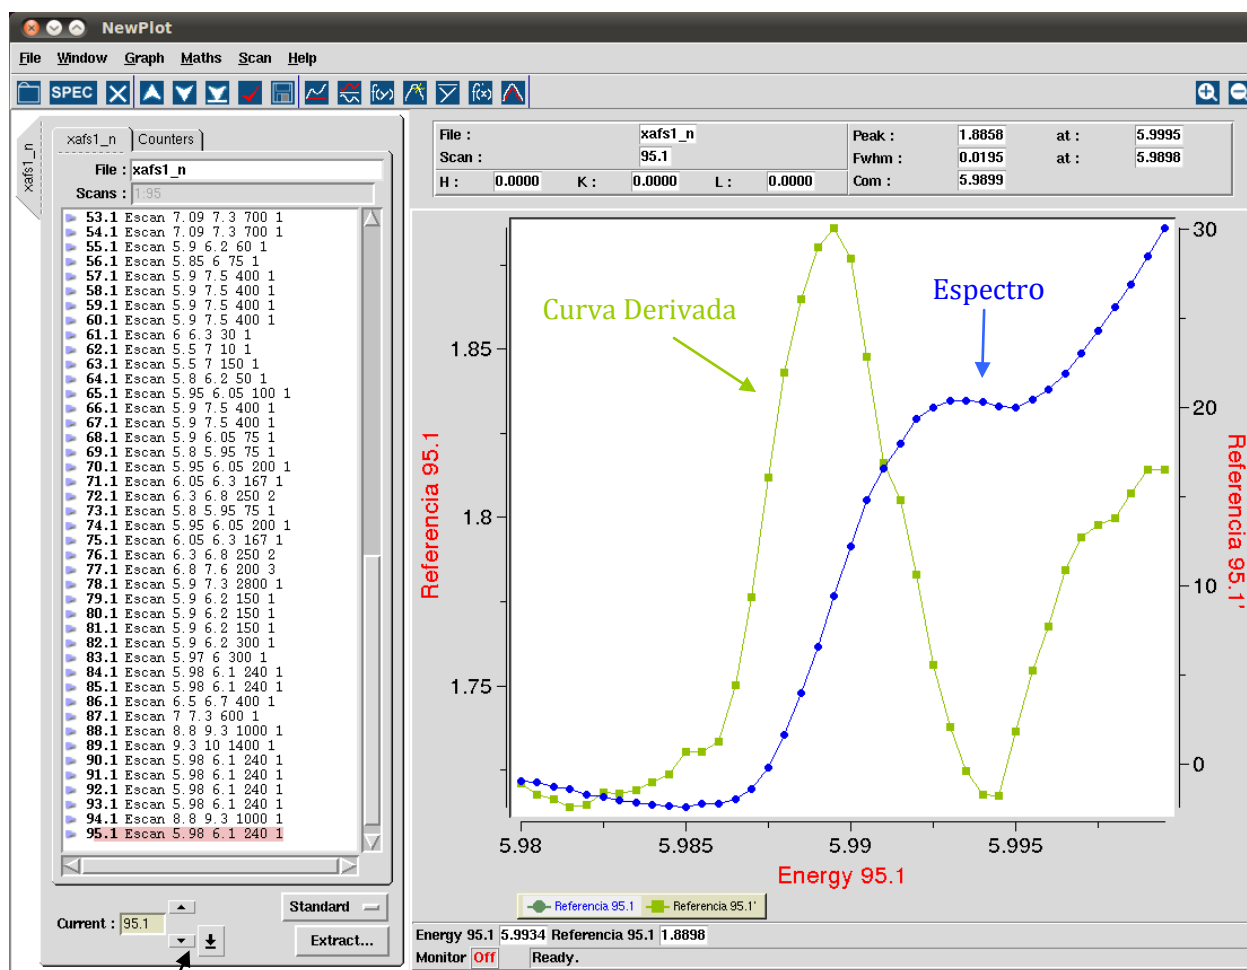 NewPlot
File Window Graph Maths Scan Help
SPEC
f(x) f(x)
xafs1_n
xafs1_n Counters
File : xafs1_n
Scans : 1:95
53.1 Escan 7.09 7.3 700 1
54.1 Escan 7.09 7.3 700 1
55.1 Escan 5.9 6.2 60 1
56.1 Escan 5.85 6 75 1
57.1 Escan 5.9 7.5 400 1
58.1 Escan 5.9 7.5 400 1
59.1 Escan 5.9 7.5 400 1
60.1 Escan 5.9 7.5 400 1
61.1 Escan 6 6.3 30 1
62.1 Escan 5.5 7 10 1
63.1 Escan 5.5 7 150 1
64.1 Escan 5.8 6.2 50 1
65.1 Escan 5.95 6.05 100 1
66.1 Escan 5.9 7.5 400 1
67.1 Escan 5.9 7.5 400 1
68.1 Escan 5.9 6.05 75 1
69.1 Escan 5.8 5.95 75 1
70.1 Escan 5.95 6.05 200 1
71.1 Escan 6.05 6.3 167 1
72.1 Escan 6.3 6.8 250 2
73.1 Escan 5.8 5.95 75 1
74.1 Escan 5.95 6.05 200 1
75.1 Escan 6.05 6.3 167 1
76.1 Escan 6.3 6.8 250 2
77.1 Escan 6.8 7.6 200 3
78.1 Escan 5.9 7.3 2800 1
79.1 Escan 5.9 6.2 150 1
80.1 Escan 5.9 6.2 150 1
81.1 Escan 5.9 6.2 150 1
82.1 Escan 5.9 6.2 300 1
83.1 Escan 5.97 6 300 1
84.1 Escan 5.98 6.1 240 1
85.1 Escan 5.98 6.1 240 1
86.1 Escan 6.5 6.7 400 1
87.1 Escan 7 7.3 600 1
88.1 Escan 8.8 9.3 1000 1
89.1 Escan 9.3 10 1400 1
90.1 Escan 5.98 6.1 240 1
91.1 Escan 5.98 6.1 240 1
92.1 Escan 5.98 6.1 240 1
93.1 Escan 5.98 6.1 240 1
94.1 Escan 8.8 9.3 1000 1
95.1 Escan 5.98 6.1 240 1
Current : 95.1
Standard
Extract...
File : xafs1_n
Scan : 95.1
H : 0.0000 K : 0.0000 L : 0.0000
Peak : 1.8858 at : 5.9995
Fwhm : 0.0195 at : 5.9898
Com : 5.9899
Curva Derivada
Espectro
Referencia 95.1
1.85
1.8
1.75
30
20
10
0
Referencia 95.1'
5.98 5.985 5.99 5.995
Energy 95.1
Referencia 95.1 Referencia 95.1'
Energy 95.1 5.9934 Referencia 95.1 1.8898
Monitor Off Ready.